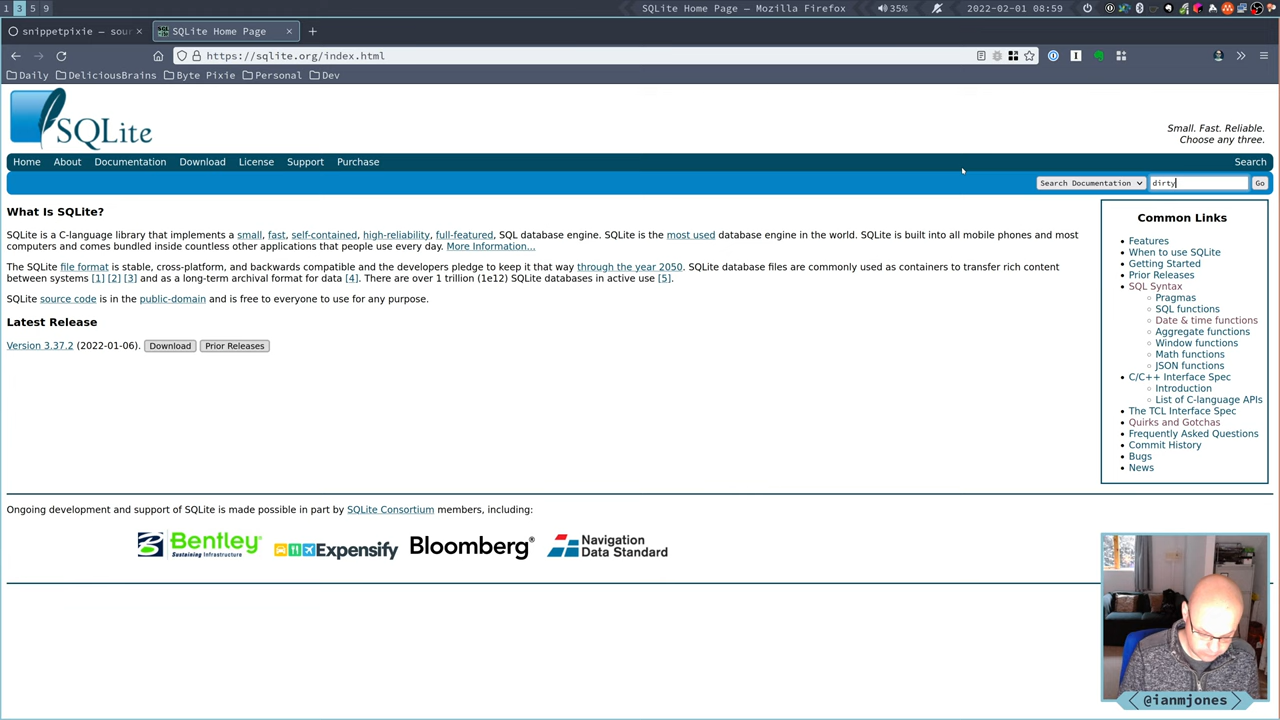 1 3 5 9 SQLite Home Page — Mozilla Firefox 35% 2022-02-01 08:59
snippetpixie — sour × SQLite Home Page × +
https://sqlite.org/index.html
Daily DeliciousBrains Byte Pixie Personal Dev
SQLite
Small. Fast. Reliable.
Choose any three.
Home About Documentation Download License Support Purchase Search
Search Documentation dirty Go
What Is SQLite?
SQLite is a C-language library that implements a small, fast, self-contained, high-reliability, full-featured, SQL database engine. SQLite is the most used database engine in the world. SQLite is built into all mobile phones and most
computers and comes bundled inside countless other applications that people use every day. More Information...
The SQLite file format is stable, cross-platform, and backwards compatible and the developers pledge to keep it that way through the year 2050. SQLite database files are commonly used as containers to transfer rich content
between systems [1] [2] [3] and as a long-term archival format for data [4]. There are over 1 trillion (1e12) SQLite databases in active use [5].
SQLite source code is in the public-domain and is free to everyone to use for any purpose.
Latest Release
Version 3.37.2 (2022-01-06). Download Prior Releases
Common Links
• Features
• When to use SQLite
• Getting Started
• Prior Releases
• SQL Syntax
◦ Pragmas
◦ SQL functions
◦ Date & time functions
◦ Aggregate functions
◦ Window functions
◦ Math functions
◦ JSON functions
• C/C++ Interface Spec
◦ Introduction
◦ List of C-language APIs
• The TCL Interface Spec
• Quirks and Gotchas
• Frequently Asked Questions
• Commit History
• Bugs
• News
Ongoing development and support of SQLite is made possible in part by SQLite Consortium members, including:
Bentley
Sustaining Infrastructure
Expensify
Bloomberg
Navigation
Data Standard
@ianmjones